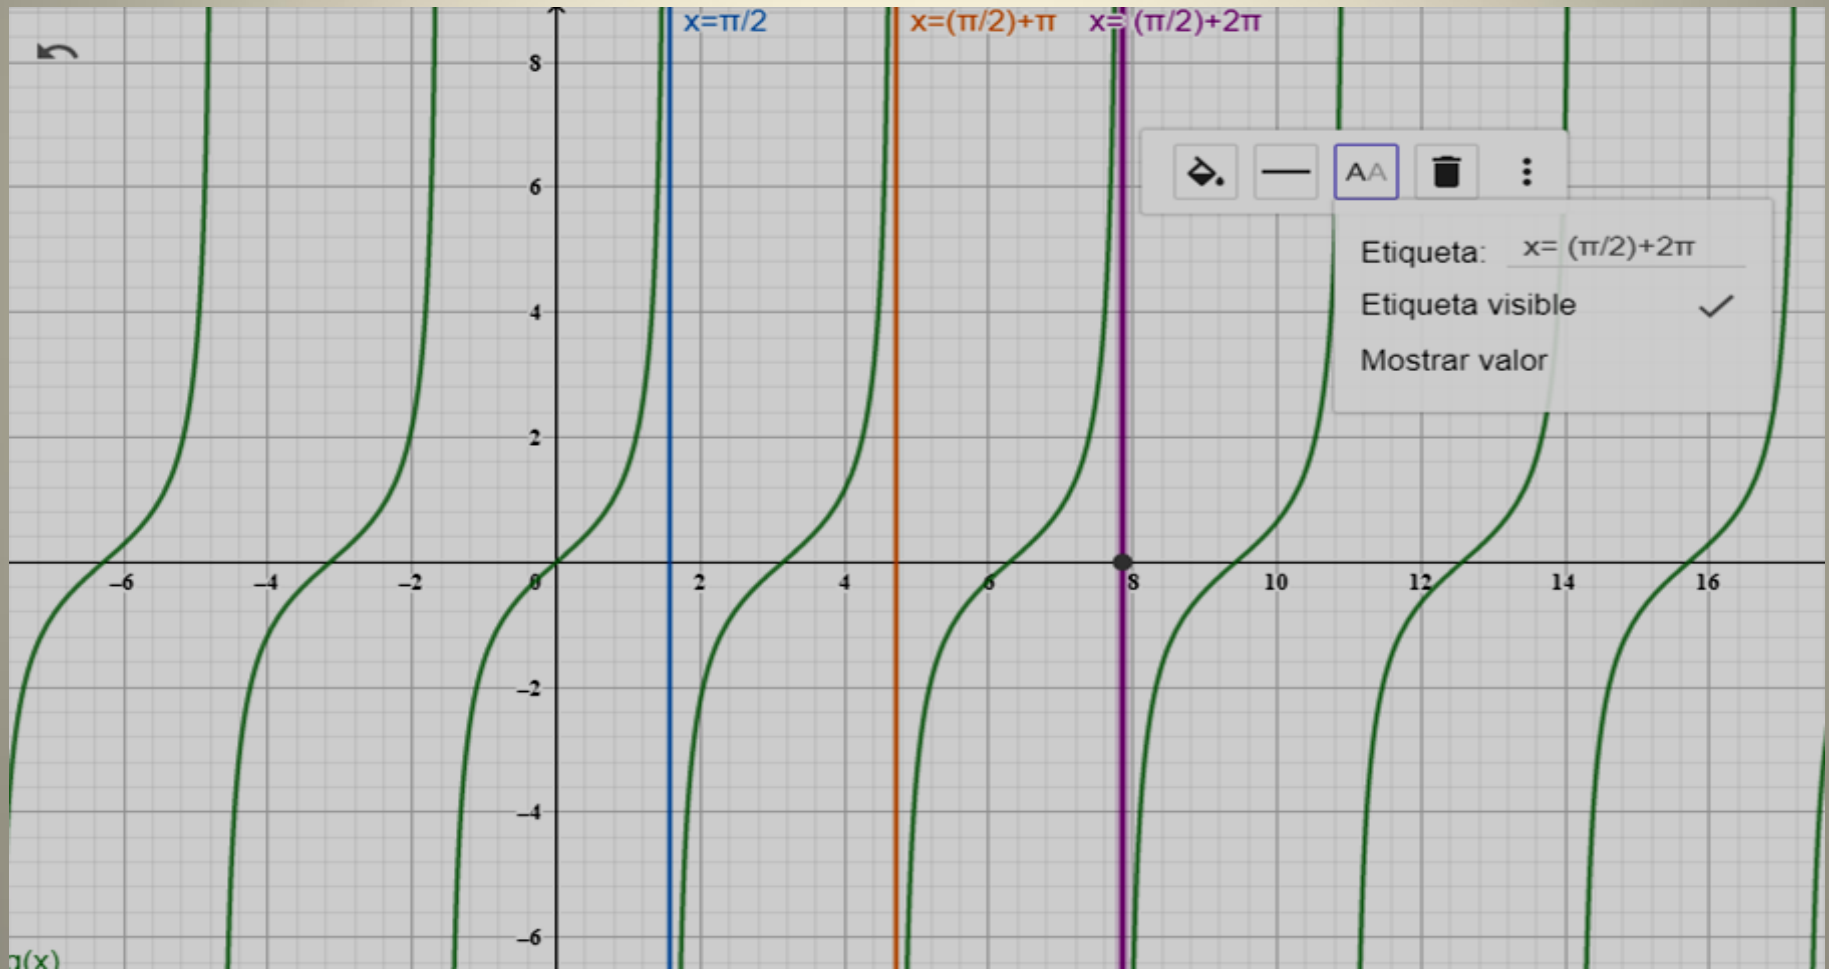 x=π/2
x=(π/2)+π
x= (π/2)+2π
8
6
Etiqueta: x= (π/2)+2π
4
Etiqueta visible
Mostrar valor
2
−6 −4 −2 0 2 4 6 8 10 12 14 16
−2
−4
−6
g(x)